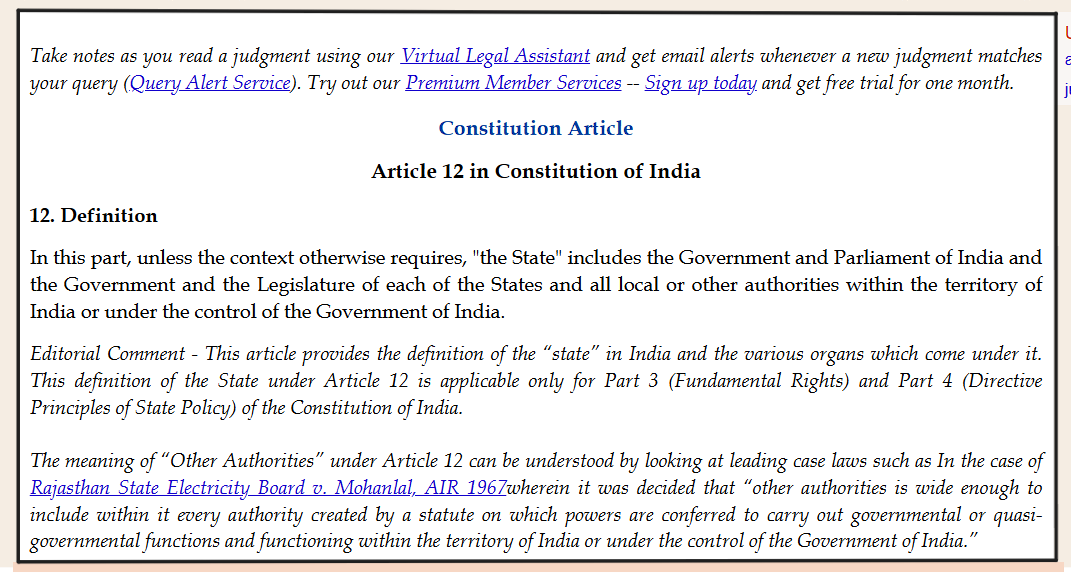 Take notes as you read a judgment using our Virtual Legal Assistant and get email alerts whenever a new judgment matches
your query (Query Alert Service). Try out our Premium Member Services -- Sign up today and get free trial for one month.
Constitution Article
Article 12 in Constitution of India
12. Definition
In this part, unless the context otherwise requires, "the State" includes the Government and Parliament of India and
the Government and the Legislature of each of the States and all local or other authorities within the territory of
India or under the control of the Government of India.
Editorial Comment - This article provides the definition of the “state” in India and the various organs which come under it.
This definition of the State under Article 12 is applicable only for Part 3 (Fundamental Rights) and Part 4 (Directive
Principles of State Policy) of the Constitution of India.
The meaning of “Other Authorities” under Article 12 can be understood by looking at leading case laws such as In the case of
Rajasthan State Electricity Board v. Mohanlal, AIR 1967wherein it was decided that “other authorities is wide enough to
include within it every authority created by a statute on which powers are conferred to carry out governmental or quasi-
governmental functions and functioning within the territory of India or under the control of the Government of India.”